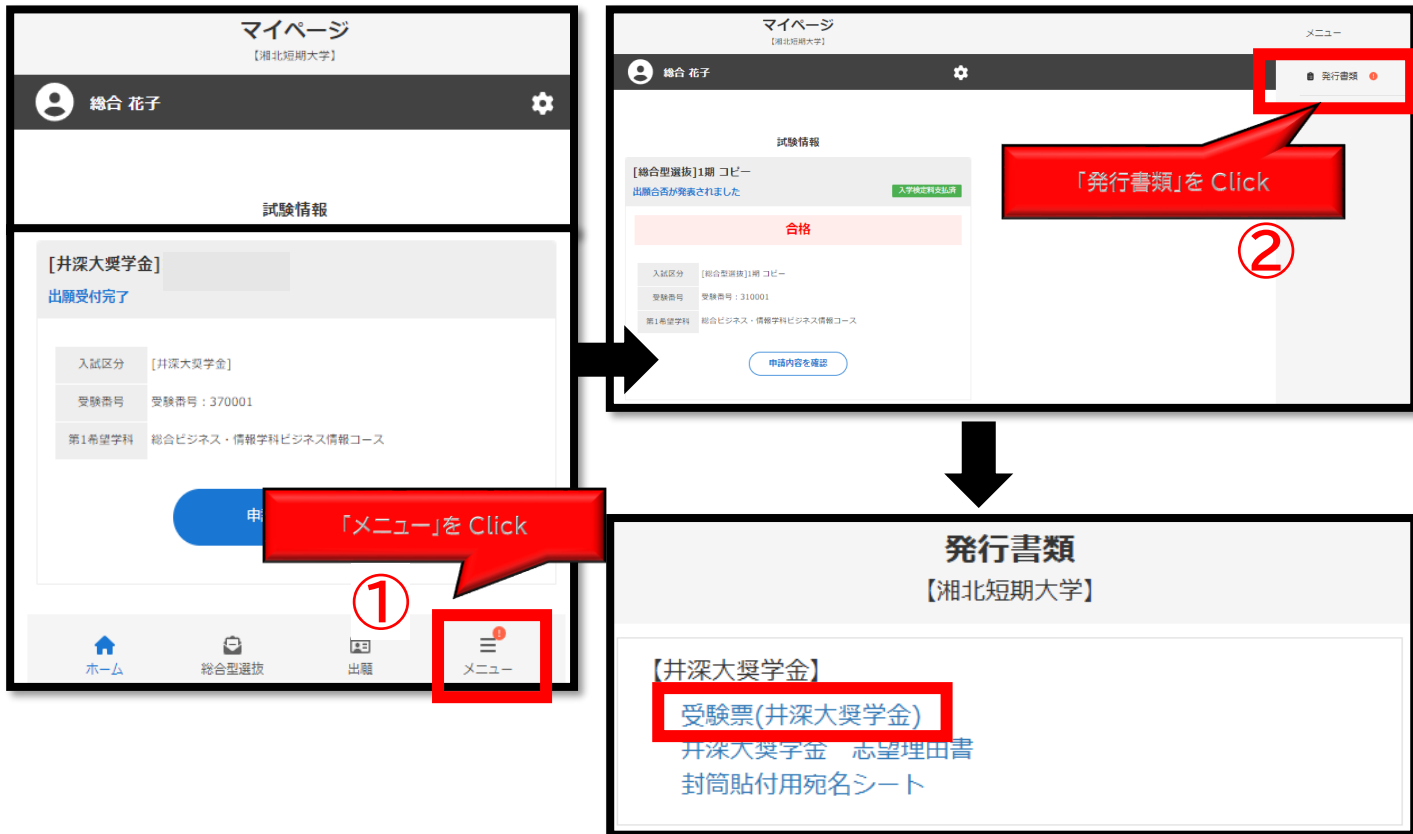 マイページ
【湘北短期大学】
総合 花子
試験情報
[井深大奨学金]
出願受付完了
入試区分 [井深大奨学金]
受験番号 受験番号：370001
第1希望学科 総合ビジネス・情報学科ビジネス情報コース
申
「メニュー」を Click
①
ホーム 総合型選抜 出願 メニュー
マイページ
【湘北短期大学】
メニュー
総合 花子
発行書類
試験情報
[総合型選抜]1期 コピー
出願合否が発表されました 入学検定料支払済
合格
入試区分 [総合型選抜]1期 コピー
受験番号 受験番号：310001
第1希望学科 総合ビジネス・情報学科ビジネス情報コース
申請内容を確認
「発行書類」を Click
②
発行書類
【湘北短期大学】
【井深大奨学金】
受験票(井深大奨学金)
井深大奨学金 志望理由書
封筒貼付用宛名シート